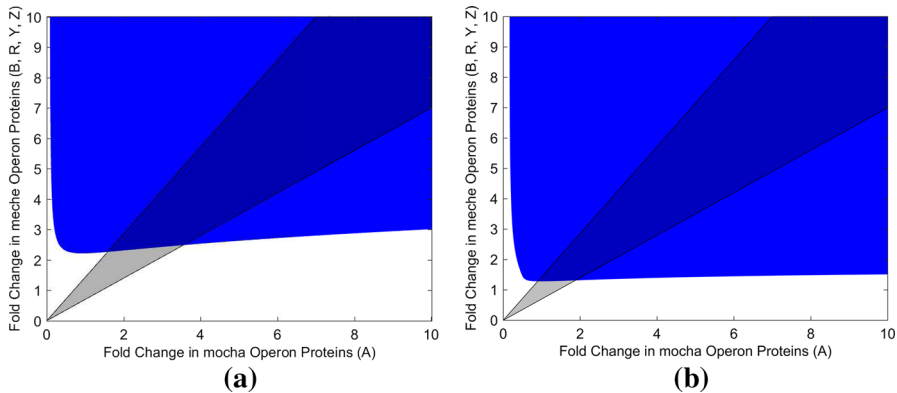 10
9
8
7
6
5
4
3
2
1
0
0 2 4 6 8 10
Fold Change in meche Operon Proteins (B, R, Y, Z)
Fold Change in mocha Operon Proteins (A)
(a)
10
9
8
7
6
5
4
3
2
1
0
0 2 4 6 8 10
Fold Change in meche Operon Proteins (B, R, Y, Z)
Fold Change in mocha Operon Proteins (A)
(b)